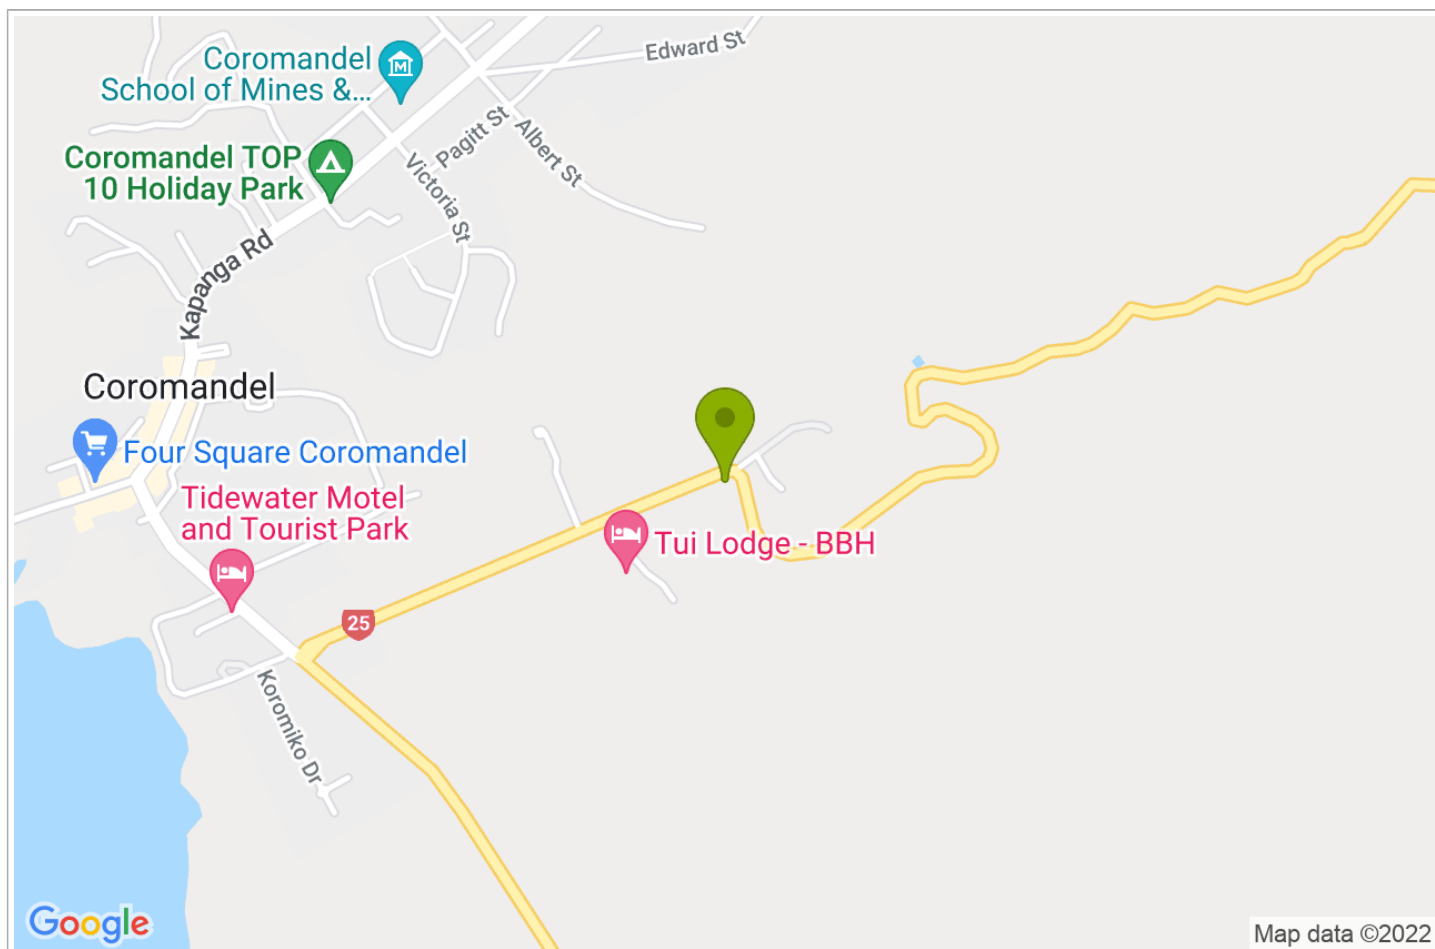 Coromandel
School of Mines &...
Edward St
Pagitt St
Albert St
Coromandel TOP
10 Holiday Park
Victoria St
Kapanga Rd
Coromandel
Four Square Coromandel
Tidewater Motel
and Tourist Park
Tui Lodge - BBH
25
Koromiko Dr
Google
Map data ©2022